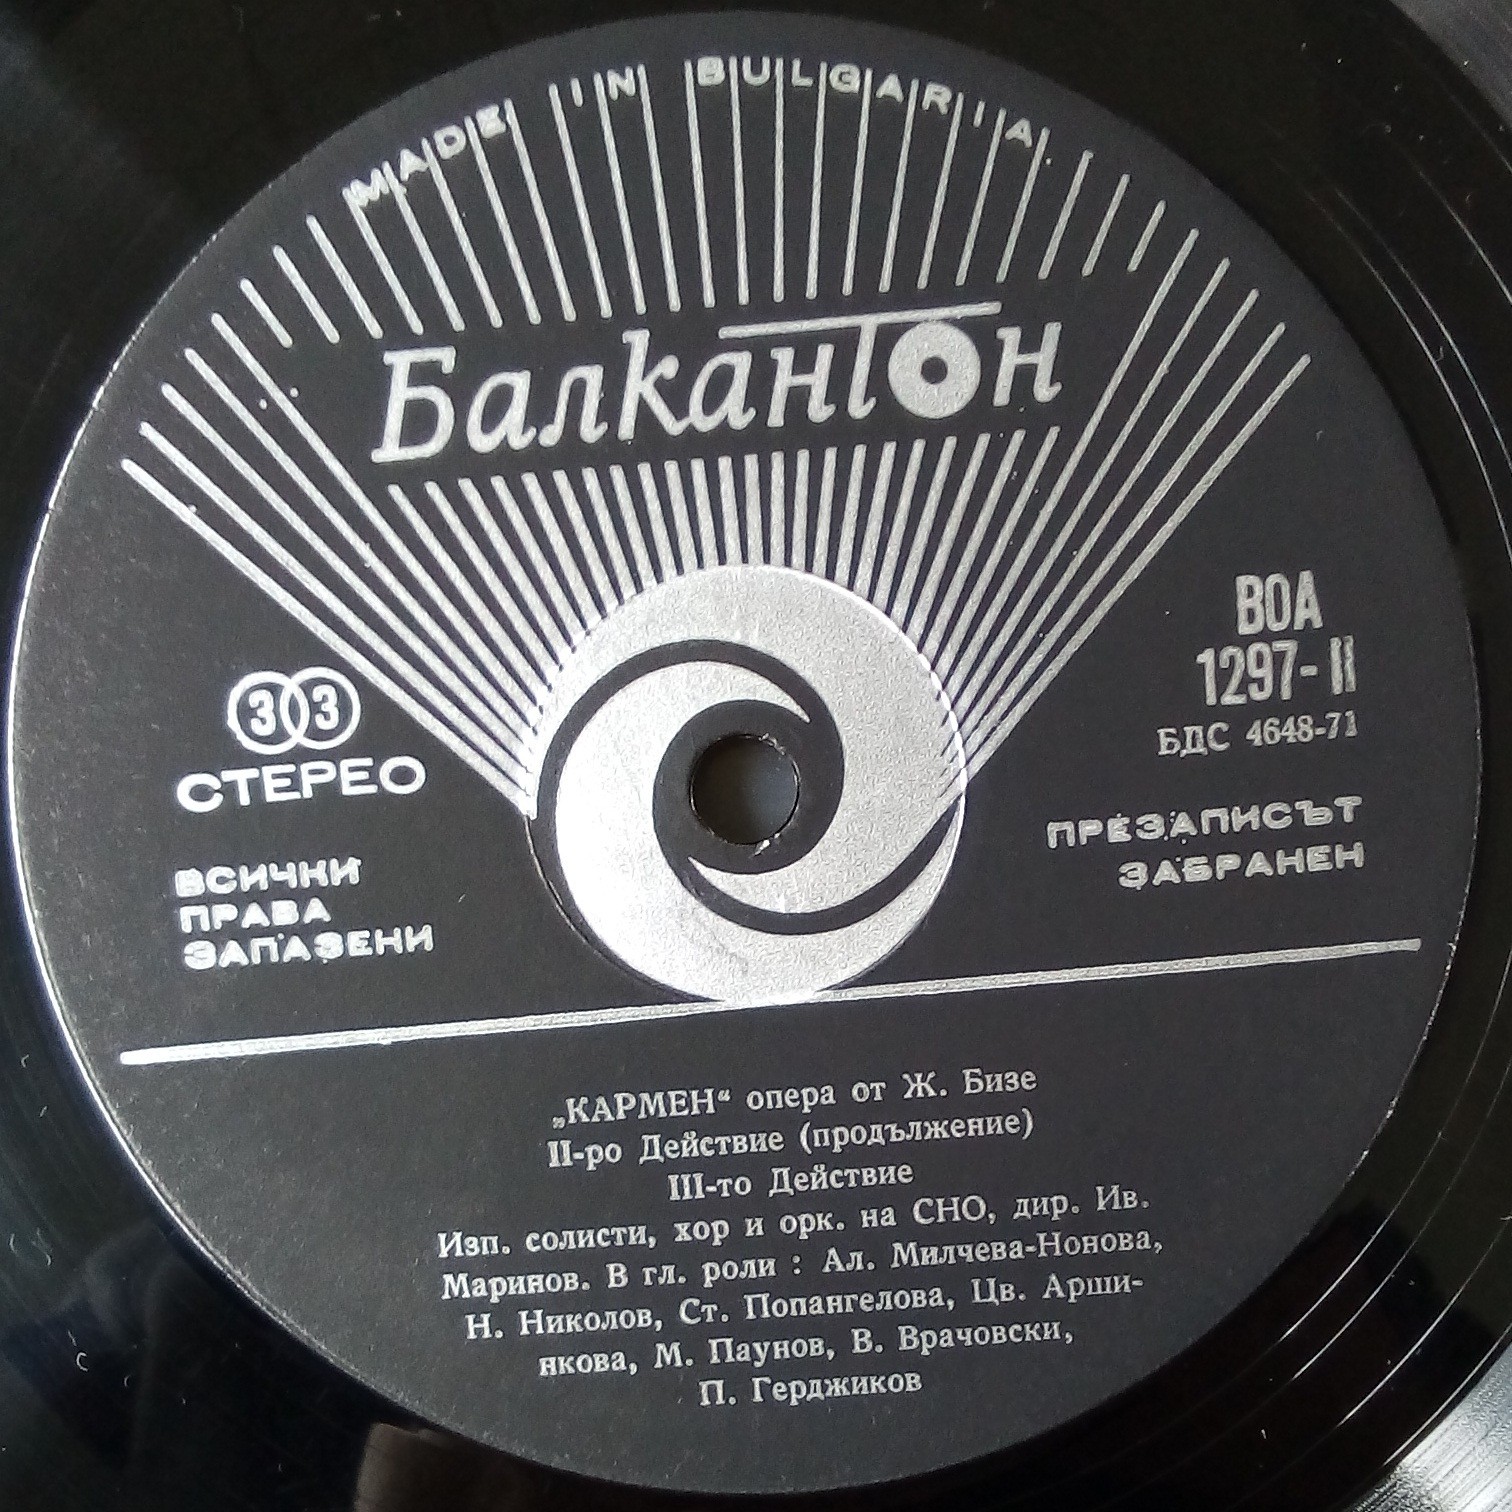 MADE IN BULGARIA
Балкантон
33
СТЕРЕО
ВСИЧКИ
ПРАВА
ЗАПАЗЕНИ
ВОА
1297-II
БДС 4648-71
ПРЕЗАПИСЪТ
ЗАБРАНЕН
„КАРМЕН“ опера от Ж. Бизе
II-ро Действие (продължение)
III-то Действие
Изп. солисти, хор и орк. на СНО, дир. Ив.
Маринов. В гл. роли : Ал. Милчева-Нонова,
Н. Николов, Ст. Попангелова, Цв. Арши-
нкова, М. Паунов, В. Врачовски,
П. Герджиков